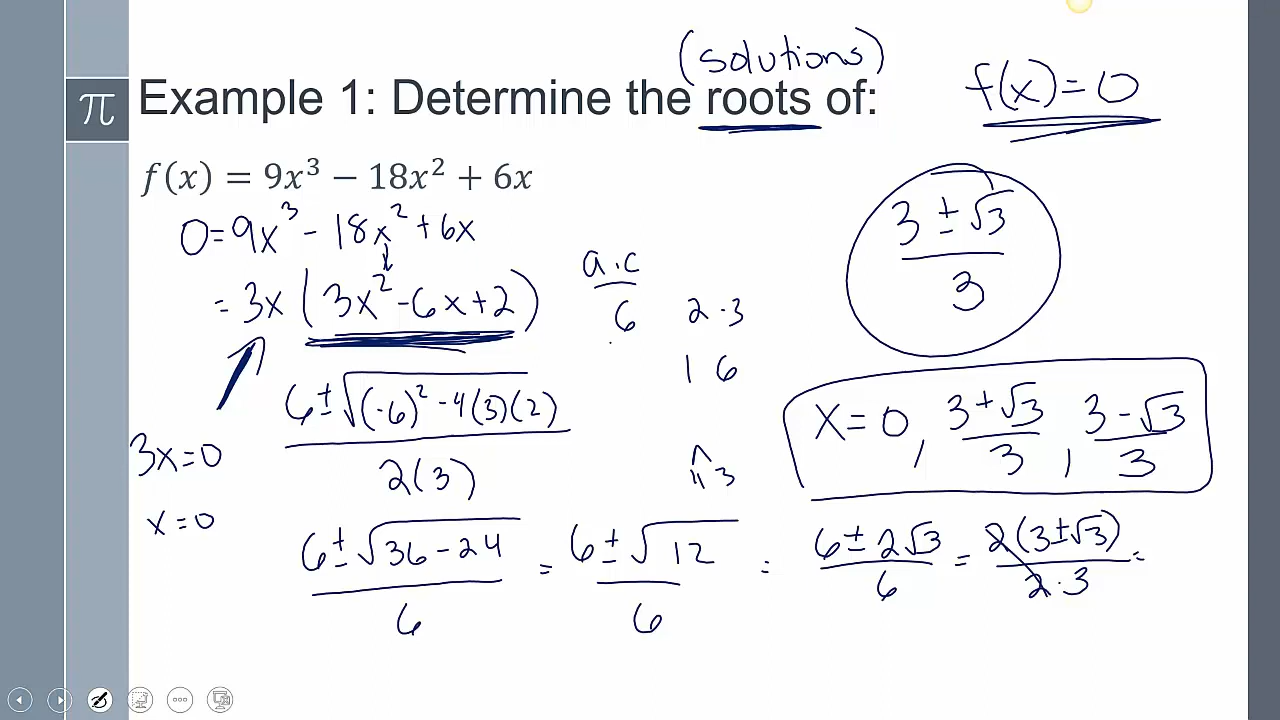 (solutions)
π Example 1: Determine the roots of: f(x) = 0
f(x) = 9x³ − 18x² + 6x
0 = 9x³ - 18x² + 6x
= 3x (3x² - 6x + 2)
a·c
6
2·3
1 6
(3 ± √3)/3
(6 ± √((-6)² - 4(3)(2)))/(2(3))
3x = 0
x = 0
4 3
x = 0, (3 + √3)/3, (3 - √3)/3
(6 ± √(36 - 24))/6 = (6 ± √12)/6 = (6 ± 2√3)/6 = (2(3 ± √3))/(2·3) =